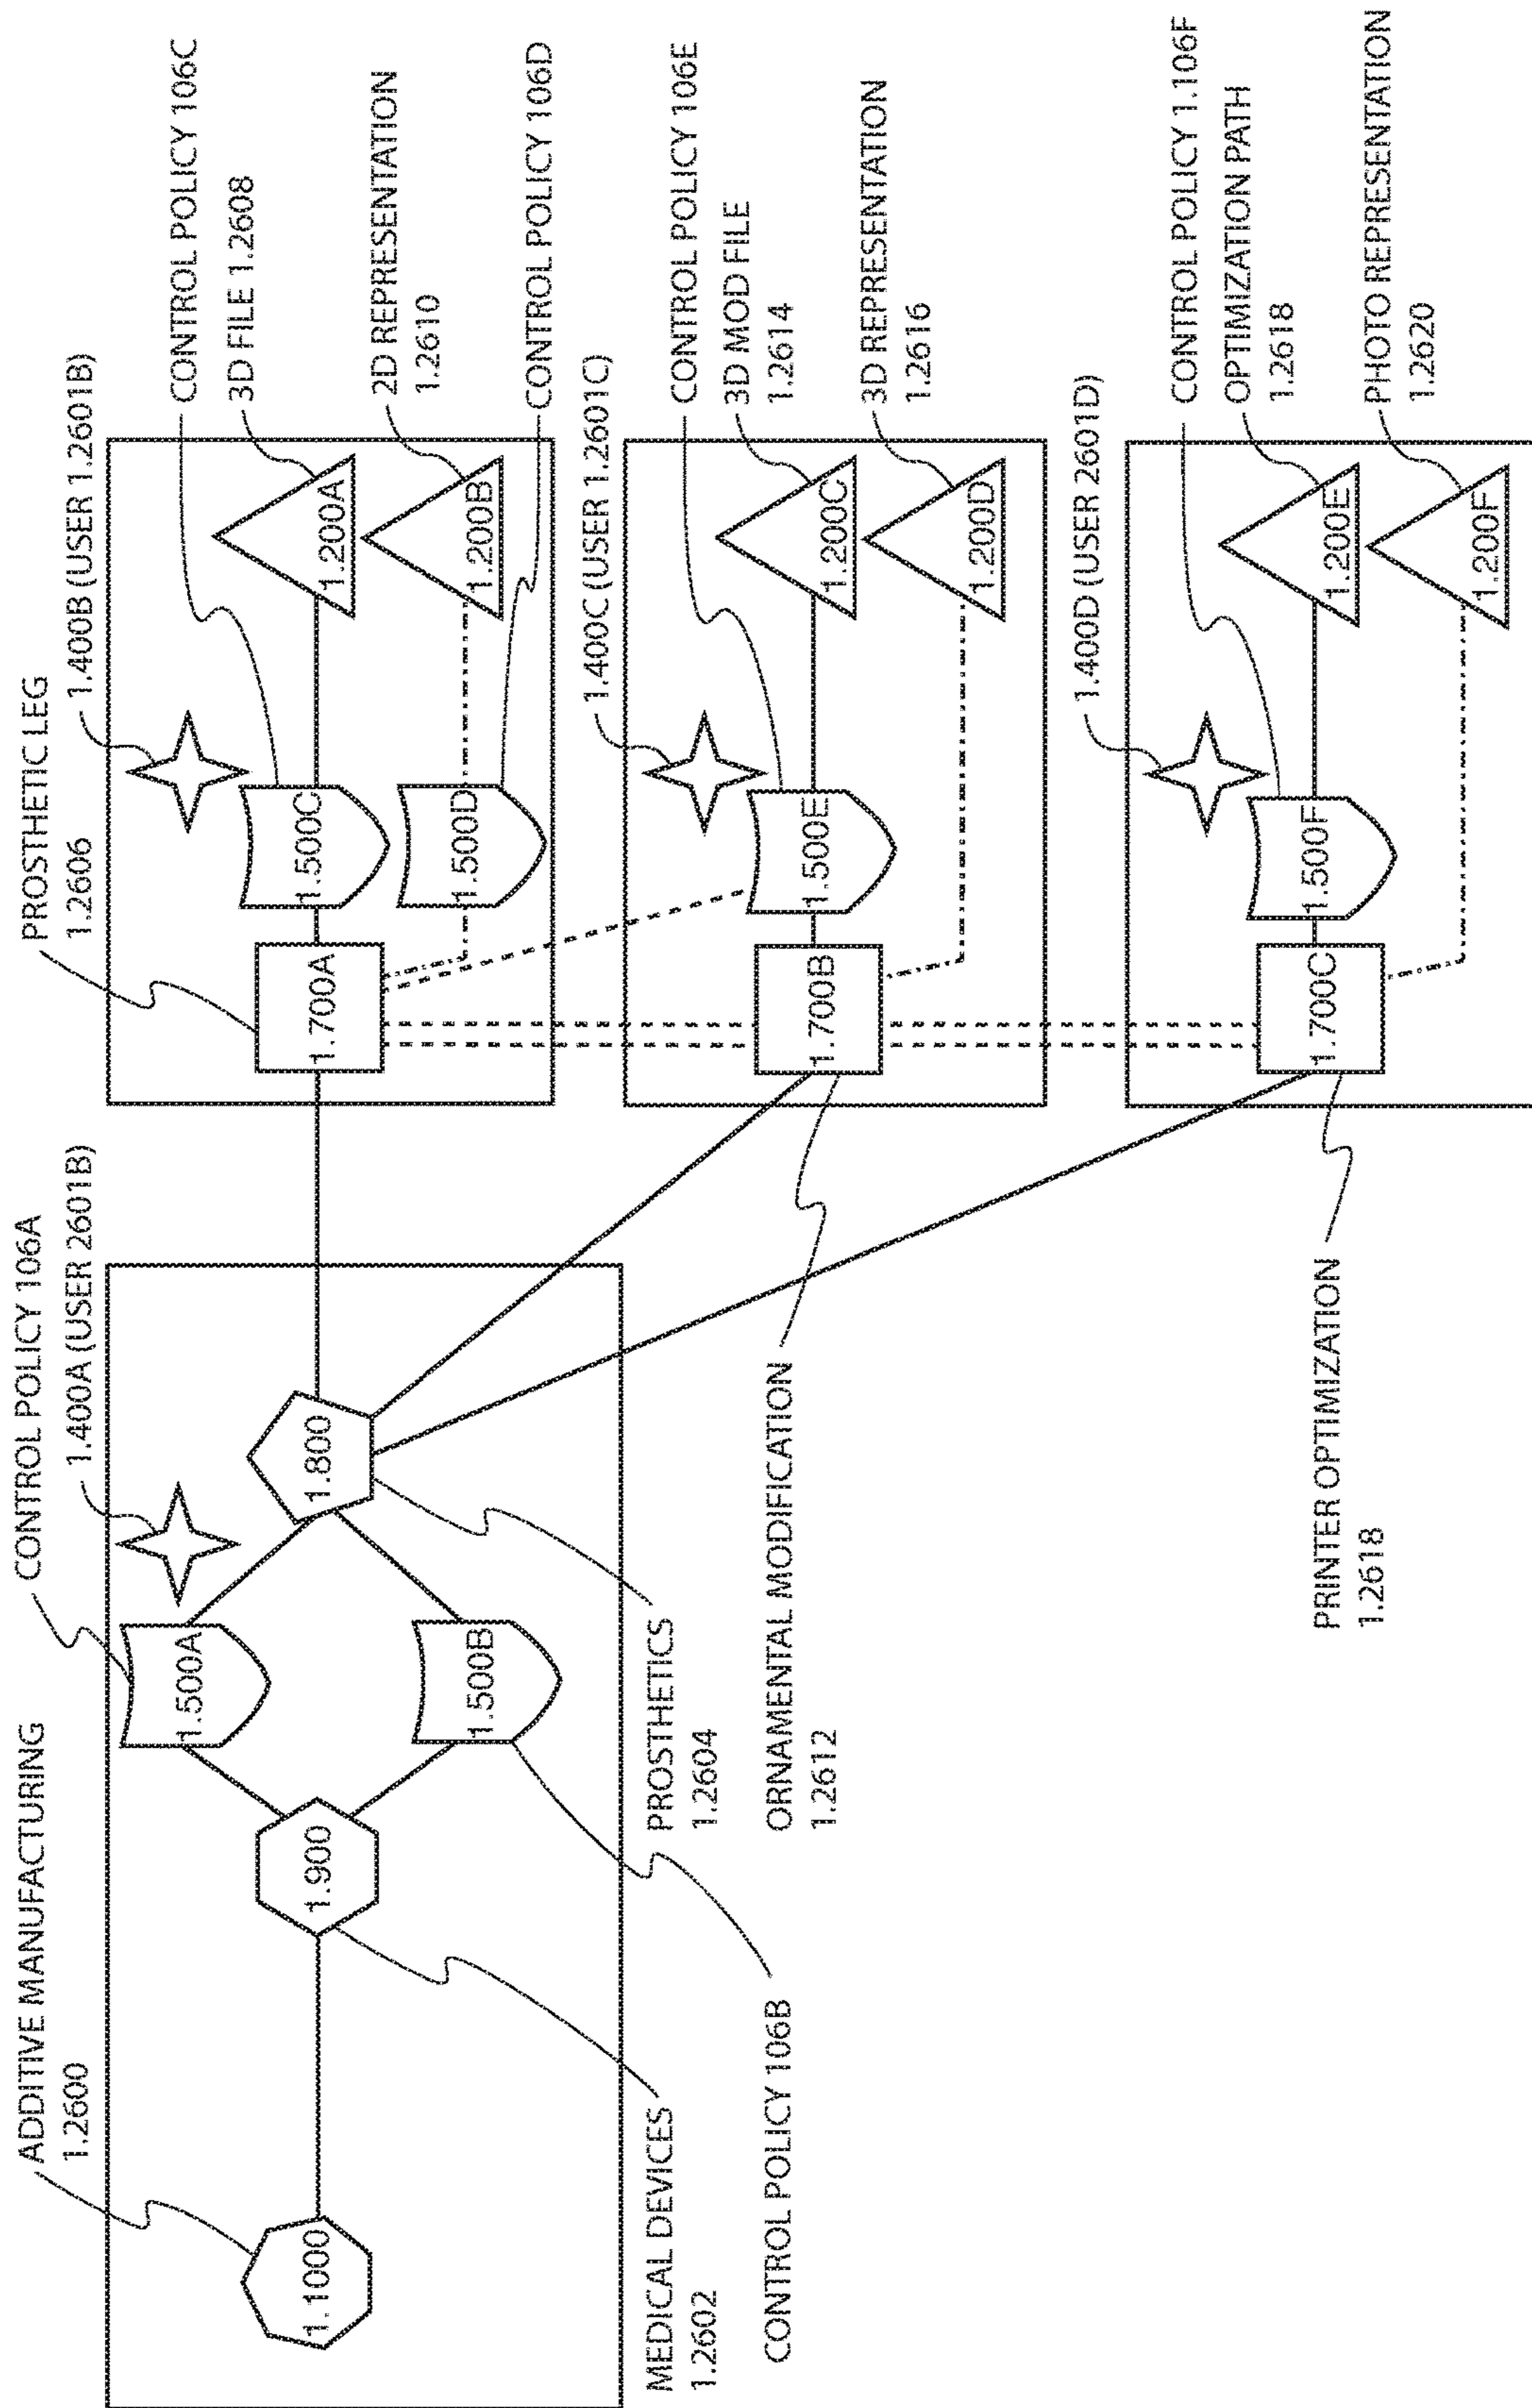 ADDITIVE MANUFACTURING
1.2600
CONTROL POLICY 106A
1.400A (USER 2601B)
1.1000
1.900
1.500A
1.500B
1.800
MEDICAL DEVICES
1.2602
CONTROL POLICY 106B
PROSTHETICS
1.2604
ORNAMENTAL MODIFICATION
1.2612
PRINTER OPTIMIZATION
1.2618
PROSTHETIC LEG
1.2606
1.400B (USER 1.2601B)
1.700A
1.500C
1.500D
1.200A
1.200B
CONTROL POLICY 106C
3D FILE 1.2608
2D REPRESENTATION
1.2610
CONTROL POLICY 106D
1.400C (USER 1.2601C)
1.700B
1.500E
1.200C
1.200D
CONTROL POLICY 106E
3D MOD FILE
1.2614
3D REPRESENTATION
1.2616
1.400D (USER 2601D)
1.700C
1.500F
1.200E
1.200F
CONTROL POLICY 1.106F
OPTIMIZATION PATH
1.2618
PHOTO REPRESENTATION
1.2620